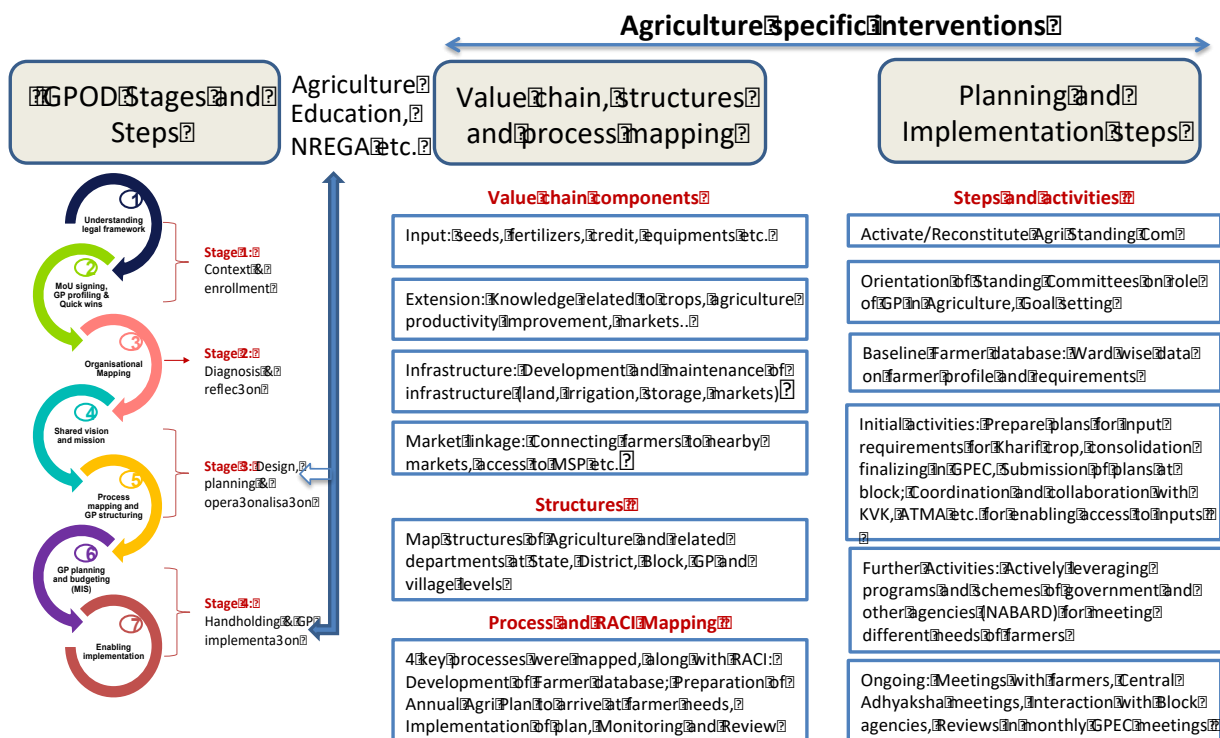 Agriculture specific interventions
GPOD Stages and
Steps
Agriculture
Education,
NREGA etc.
Value chain, structures
and process mapping
Planning and
Implementation steps
1
Understanding
legal framework
2
MoU signing,
GP profiling &
Quick wins
3
Organisational
Mapping
4
Shared vision
and mission
5
Process
mapping and
GP structuring
6
GP planning
and budgeting
(MIS)
7
Enabling
implementation
Stage 1:
Context &
enrollment
Stage 2:
Diagnosis &
reflec3on
Stage 3: Design,
planning &
opera3onalisa3on
Stage 4:
Handholding & GP
implementa3on
Value chain components
Input: seeds, fertilizers, credit, equipments etc.
Extension: Knowledge related to crops, agriculture
productivity improvement, markets..
Infrastructure: Development and maintenance of
infrastructure (land, irrigation, storage, markets)
Market linkage: Connecting farmers to nearby
markets, access to MSP etc.
Structures
Map structures of Agriculture and related
departments at State, District, Block, GP and
village levels
Process and RACI Mapping
4 key processes were mapped, along with RACI:
Development of Farmer database; Preparation of
Annual Agri Plan to arrive at farmer needs,
Implementation of plan, Monitoring and Review
Steps and activities
Activate/Reconstitute Agri Standing Com
Orientation of Standing Committees on role
of GP in Agriculture, Goal setting
Baseline Farmer database: Ward wise data
on farmer profile and requirements
Initial activities: Prepare plans for input
requirements for Kharif crop, consolidation
finalizing in GPEC, Submission of plans at
block; Coordination and collaboration with
KVK, ATMA etc. for enabling access to inputs
Further Activities: Actively leveraging
programs and schemes of government and
other agencies (NABARD) for meeting
different needs of farmers
Ongoing: Meetings with farmers, Central
Adhyaksha meetings, Interaction with Block
agencies, Reviews in monthly GPEC meetings